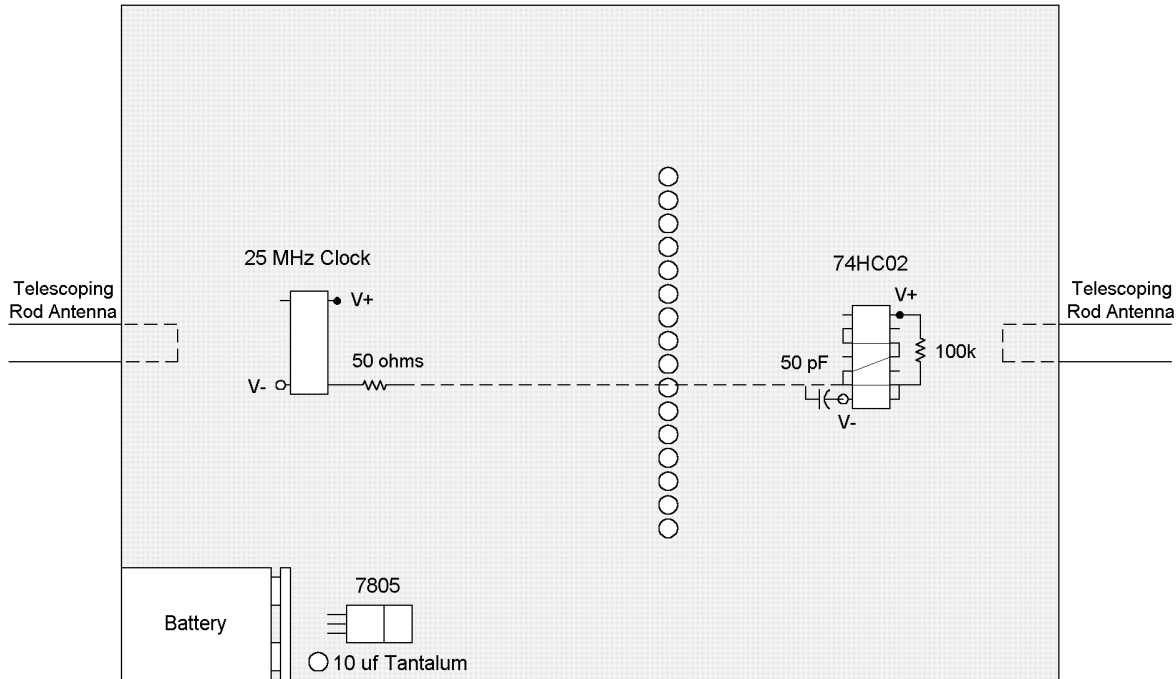 25 MHz Clock
V+
50 ohms
V-
Telescoping
Rod Antenna
74HC02
V+
100k
50 pF
V-
Telescoping
Rod Antenna
Battery
7805
10 uf Tantalum